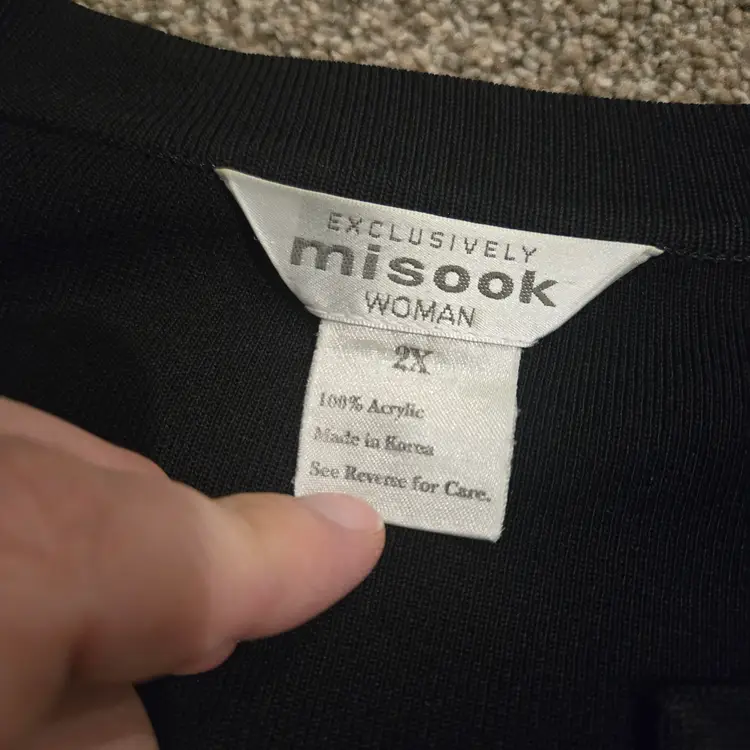 EXCLUSIVELY
misook
WOMAN
2X
100% Acrylic
Made in Korea
See Reverse for Care.